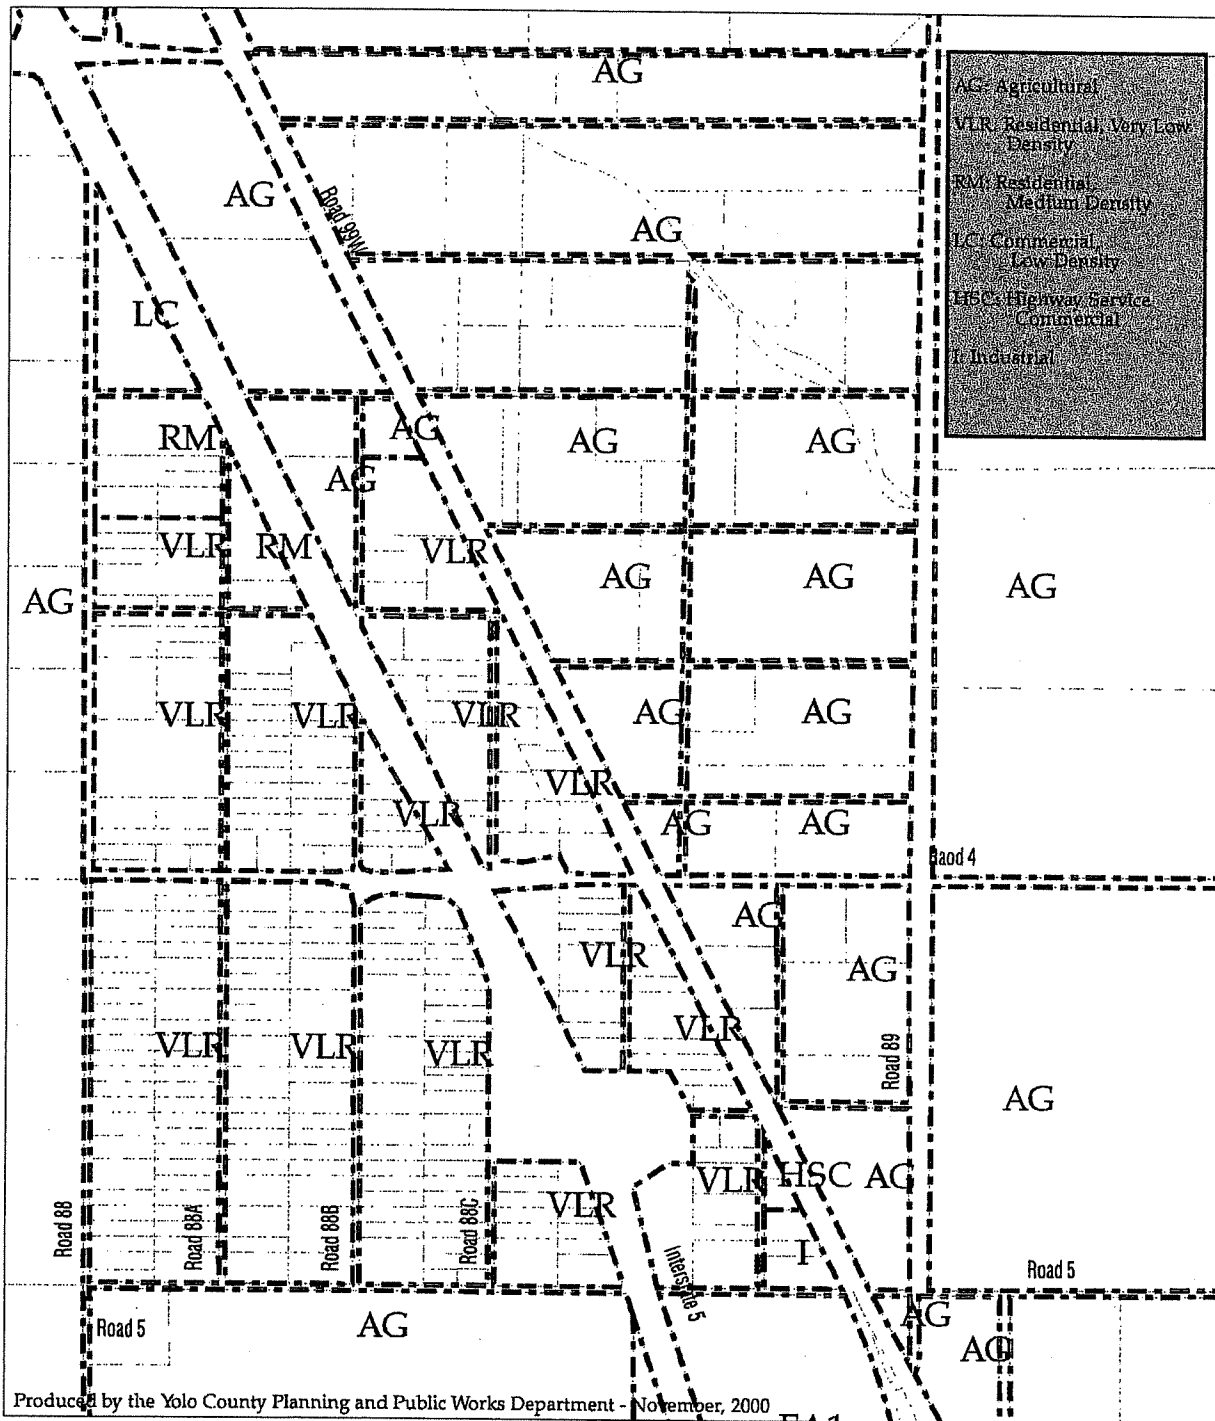 AG
AG: Agricultural
VLR: Residential, Very Low
Density
AG
Road 99W
RM: Residential,
Medium Density
AG
LC: Commercial,
Low Density
HSC: Highway Service
Commercial
LC
I: Industrial
RM
AG
AG
AG
AG
VLR
RM
VLR
AG
AG
AG
AG
VLR
VLR
VLR
AG
AG
VLR
VLR
AG
AG
Raod 4
AG
VLR
AG
VLR
VLR
VLR
VLR
Road 89
AG
VLR
HSC
AG
VLR
Road 88
Road 88A
Road 88B
Road 88C
I
Interstate 5
Road 5
Road 5
AG
AG
AG
Produced by the Yolo County Planning and Public Works Department - November, 2000